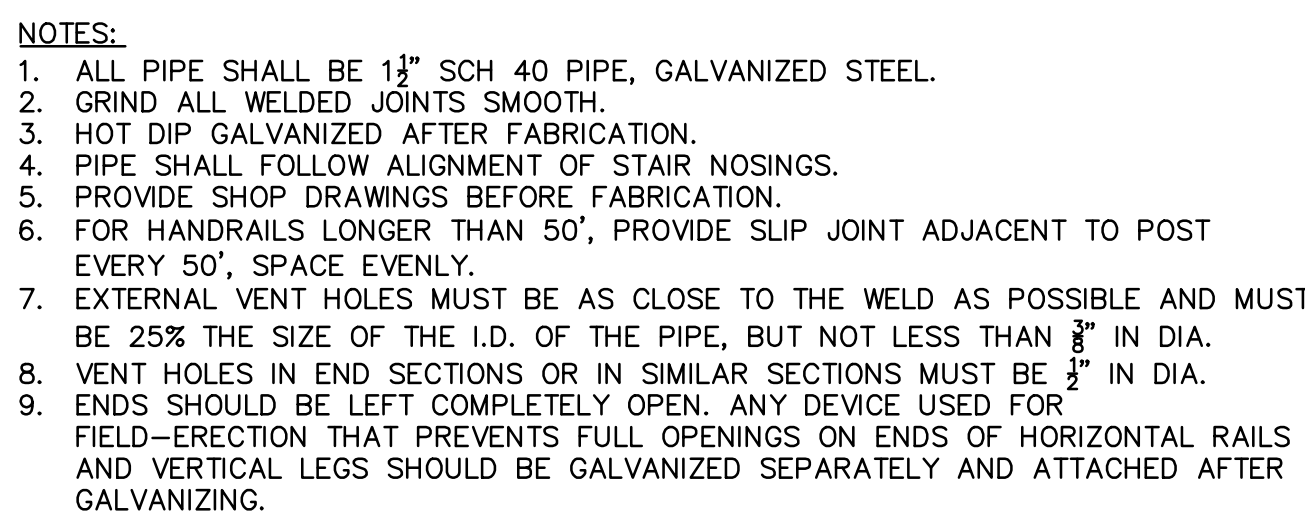 NOTES:
1. ALL PIPE SHALL BE 1½" SCH 40 PIPE, GALVANIZED STEEL.
2. GRIND ALL WELDED JOINTS SMOOTH.
3. HOT DIP GALVANIZED AFTER FABRICATION.
4. PIPE SHALL FOLLOW ALIGNMENT OF STAIR NOSINGS.
5. PROVIDE SHOP DRAWINGS BEFORE FABRICATION.
6. FOR HANDRAILS LONGER THAN 50', PROVIDE SLIP JOINT ADJACENT TO POST
EVERY 50', SPACE EVENLY.
7. EXTERNAL VENT HOLES MUST BE AS CLOSE TO THE WELD AS POSSIBLE AND MUST
BE 25% THE SIZE OF THE I.D. OF THE PIPE, BUT NOT LESS THAN ⅜" IN DIA.
8. VENT HOLES IN END SECTIONS OR IN SIMILAR SECTIONS MUST BE ½" IN DIA.
9. ENDS SHOULD BE LEFT COMPLETELY OPEN. ANY DEVICE USED FOR
FIELD–ERECTION THAT PREVENTS FULL OPENINGS ON ENDS OF HORIZONTAL RAILS
AND VERTICAL LEGS SHOULD BE GALVANIZED SEPARATELY AND ATTACHED AFTER
GALVANIZING.